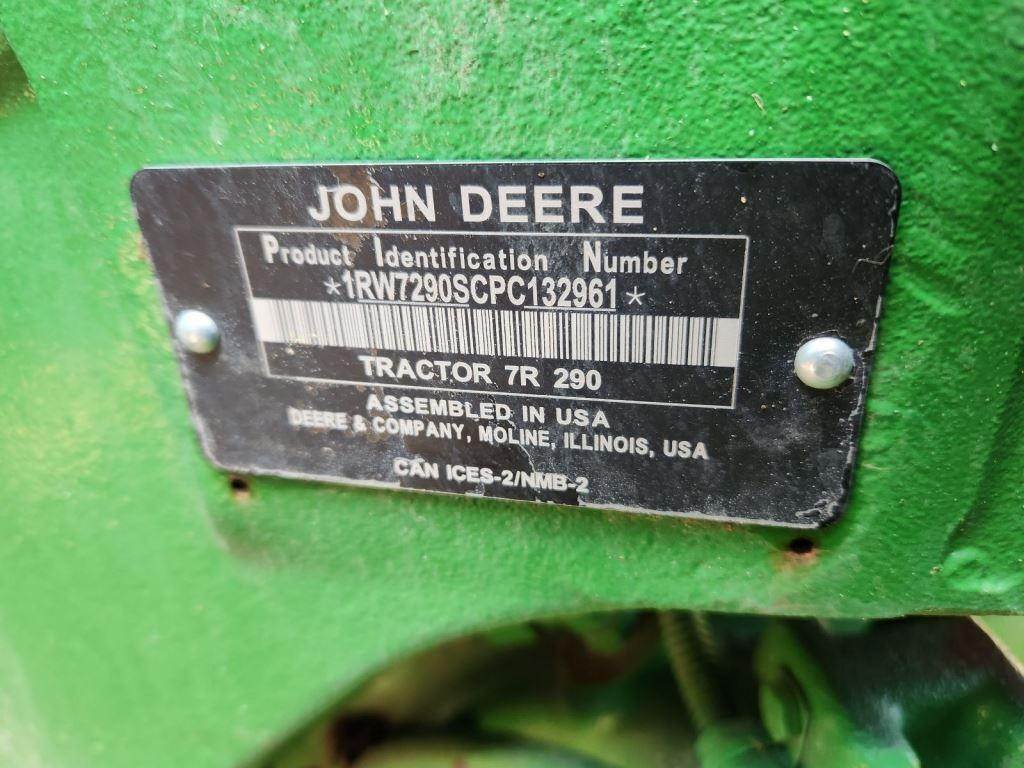 JOHN DEERE
Product Identification Number
*1RW7290SCPC132961*
TRACTOR 7R 290
ASSEMBLED IN USA
DEERE & COMPANY, MOLINE, ILLINOIS, USA
CAN ICES-2/NMB-2